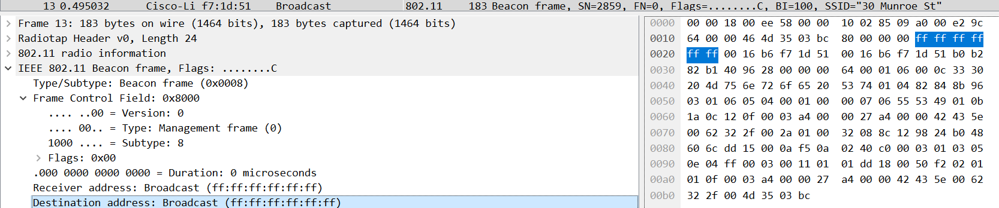 13 0.495032 Cisco-Li_f7:1d:51 Broadcast 802.11 183 Beacon frame, SN=2859, FN=0, Flags=........C, BI=100, SSID="30 Munroe St"
Frame 13: 183 bytes on wire (1464 bits), 183 bytes captured (1464 bits)
Radiotap Header v0, Length 24
802.11 radio information
IEEE 802.11 Beacon frame, Flags: ........C
Type/Subtype: Beacon frame (0x0008)
Frame Control Field: 0x8000
.... ..00 = Version: 0
.... 00.. = Type: Management frame (0)
1000 .... = Subtype: 8
Flags: 0x00
.000 0000 0000 0000 = Duration: 0 microseconds
Receiver address: Broadcast (ff:ff:ff:ff:ff:ff)
Destination address: Broadcast (ff:ff:ff:ff:ff:ff)
0000 00 00 18 00 ee 58 00 00 10 02 85 09 a0 00 e2 9c
0010 64 00 00 46 4d 35 03 bc 80 00 00 00 ff ff ff ff
0020 ff ff 00 16 b6 f7 1d 51 00 16 b6 f7 1d 51 b0 b2
0030 82 b1 40 96 28 00 00 00 64 00 01 06 00 0c 33 30
0040 20 4d 75 6e 72 6f 65 20 53 74 01 04 82 84 8b 96
0050 03 01 06 05 04 00 01 00 00 07 06 55 53 49 01 0b
0060 1a 0c 12 0f 00 03 a4 00 00 27 a4 00 00 42 43 5e
0070 00 62 32 2f 00 2a 01 00 32 08 8c 12 98 24 b0 48
0080 60 6c dd 15 00 0a f5 0a 02 40 c0 00 03 01 03 05
0090 0e 04 ff 00 03 00 11 01 01 dd 18 00 50 f2 02 01
00a0 01 0f 00 03 a4 00 00 27 a4 00 00 42 43 5e 00 62
00b0 32 2f 00 4d 35 03 bc